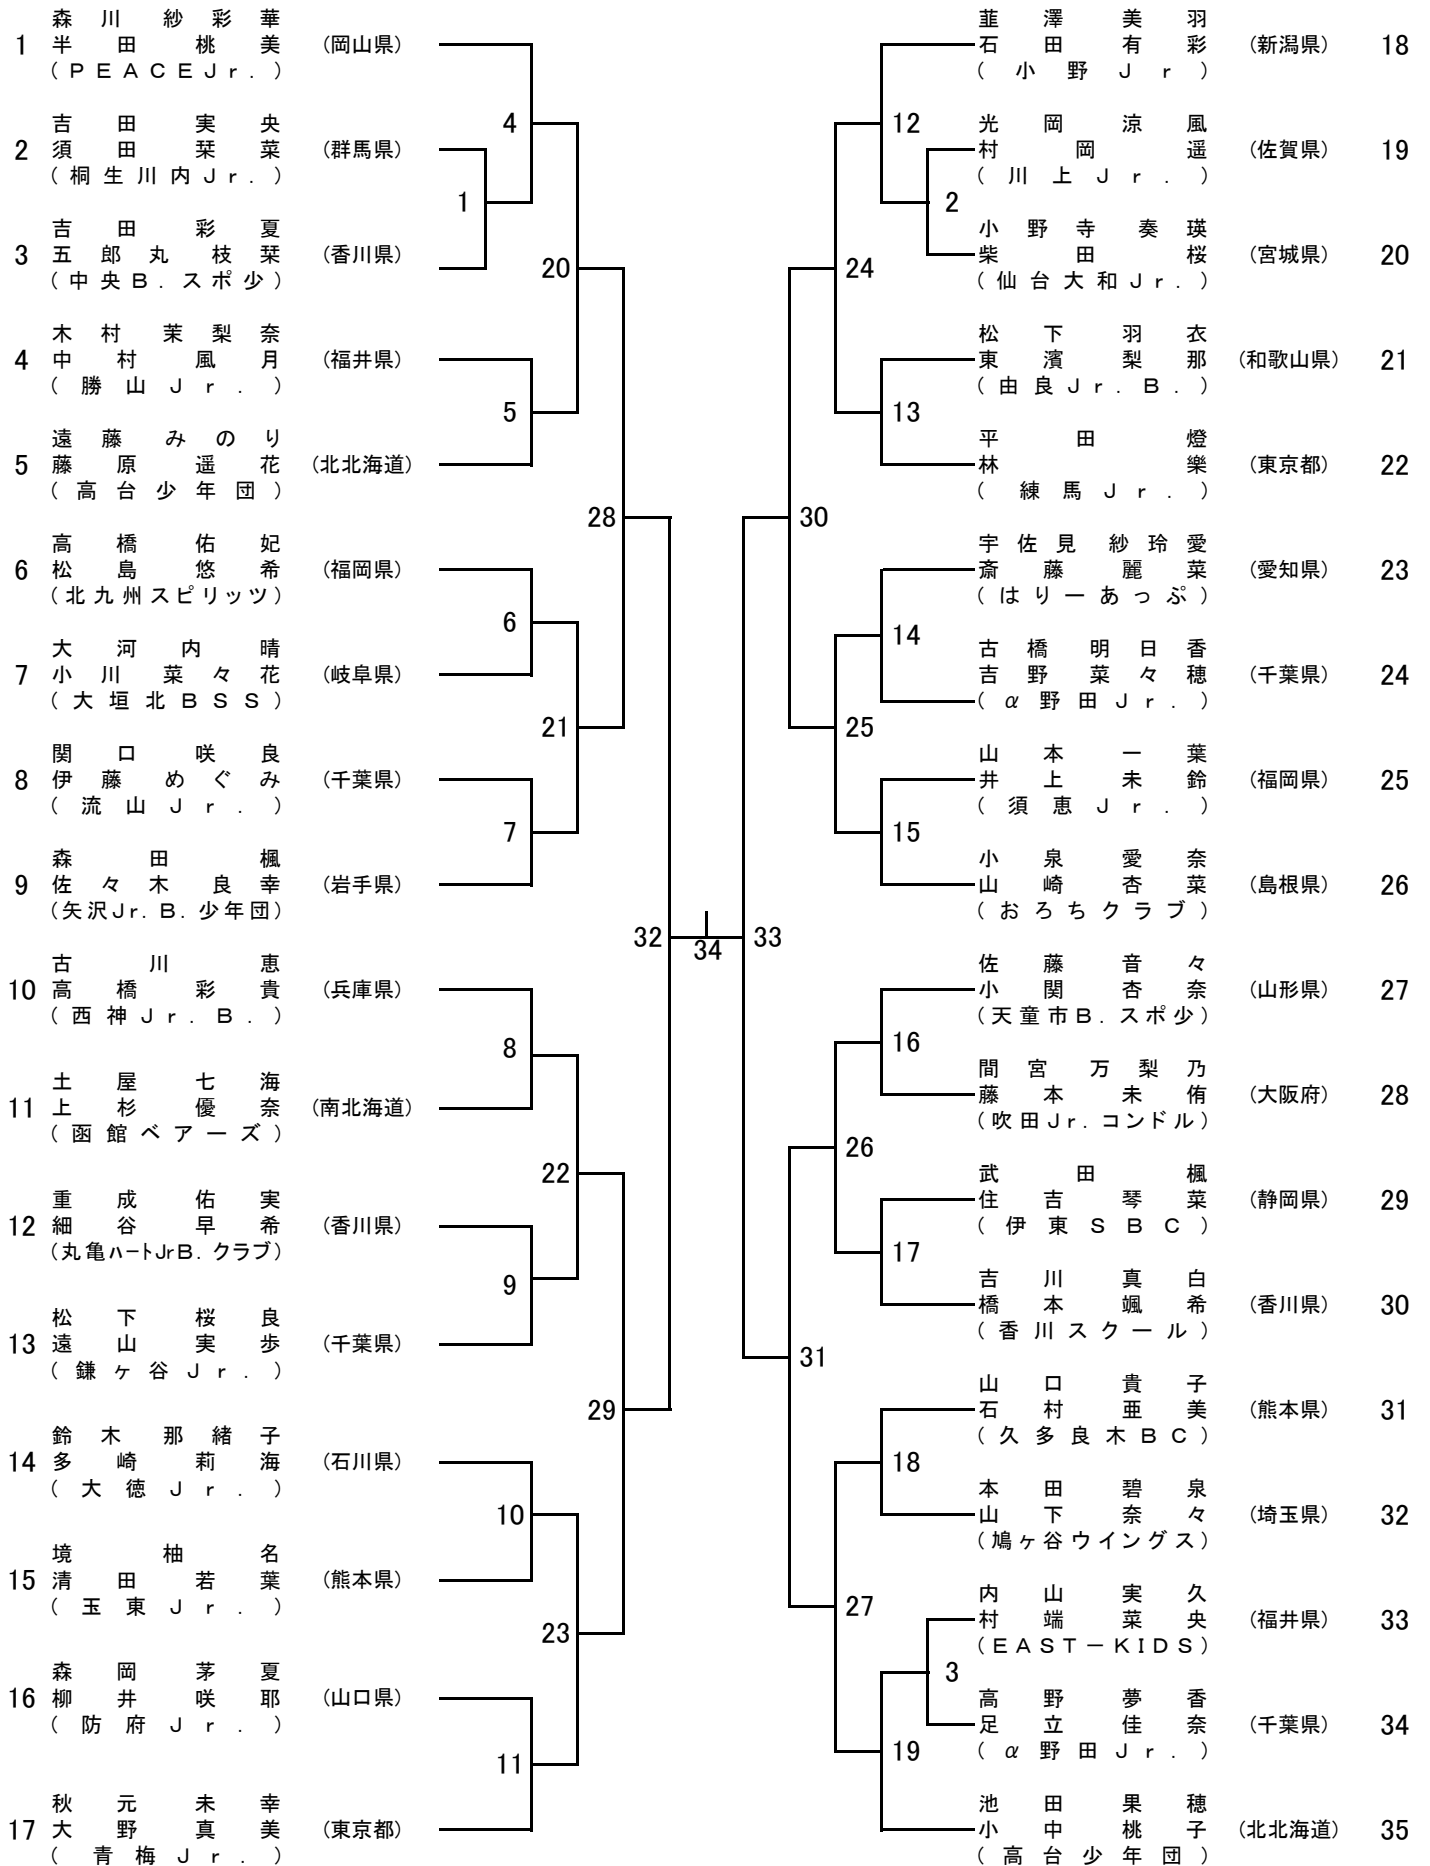 森川 紗彩華
1 半田 桃美 (岡山県)
(PEACEJr.)
吉田 実央
2 須田 栞菜 (群馬県)
(桐生川内Jr.)
吉田 彩夏
3 五郎丸 枝栞 (香川県)
(中央B.スポ少)
木村 茉梨奈
4 中村 風月 (福井県)
(勝山Jr.)
遠藤 みのり
5 藤原 遥花 (北北海道)
(高台少年団)
高橋 佑妃
6 松島 悠希 (福岡県)
(北九州スピリッツ)
大河内 晴
7 小川 菜々花 (岐阜県)
(大垣北BSS)
関口 咲良
8 伊藤 めぐみ (千葉県)
(流山Jr.)
森田 楓
9 佐々木 良幸 (岩手県)
(矢沢Jr.B.少年団)
古川 恵
10 高橋 彩貴 (兵庫県)
(西神Jr.B.)
土屋 七海
11 上杉 優奈 (南北海道)
(函館ベアーズ)
重成 佑実
12 細谷 早希 (香川県)
(丸亀ハートJrB.クラブ)
松下 桜良
13 遠山 実歩 (千葉県)
(鎌ヶ谷Jr.)
鈴木 那緒子
14 多崎 莉海 (石川県)
(大徳Jr.)
境 柚名
15 清田 若葉 (熊本県)
(玉東Jr.)
森岡 茅夏
16 柳井 咲耶 (山口県)
(防府Jr.)
秋元 未幸
17 大野 真美 (東京都)
(青梅Jr.)
4
1
20
5
28
6
21
7
32
8
22
9
29
10
23
11
34
33
12
2
24
13
30
14
25
15
16
26
17
31
18
27
3
19
韮澤 美羽
石田 有彩 (新潟県) 18
(小野Jr)
光岡 涼風
村岡 遥 (佐賀県) 19
(川上Jr.)
小野寺 奏瑛
柴田 桜 (宮城県) 20
(仙台大和Jr.)
松下 羽衣
東濱 梨那 (和歌山県) 21
(由良Jr.B.)
平田 燈
林 樂 (東京都) 22
(練馬Jr.)
宇佐見 紗玲愛
斎藤 麗菜 (愛知県) 23
(はりーあっぷ)
古橋 明日香
吉野 菜々穂 (千葉県) 24
(α野田Jr.)
山本 一葉
井上 未鈴 (福岡県) 25
(須恵Jr.)
小泉 愛奈
山崎 杏菜 (島根県) 26
(おろちクラブ)
佐藤 音々
小関 杏奈 (山形県) 27
(天童市B.スポ少)
間宮 万梨乃
藤本 未侑 (大阪府) 28
(吹田Jr.コンドル)
武田 楓
住吉 琴菜 (静岡県) 29
(伊東SBC)
吉川 真白
橋本 颯希 (香川県) 30
(香川スクール)
山口 貴子
石村 亜美 (熊本県) 31
(久多良木BC)
本田 碧泉
山下 奈々 (埼玉県) 32
(鳩ヶ谷ウイングス)
内山 実久
村端 菜央 (福井県) 33
(EAST－KIDS)
高野 夢香
足立 佳奈 (千葉県) 34
(α野田Jr.)
池田 果穂
小中 桃子 (北北海道) 35
(高台少年団)